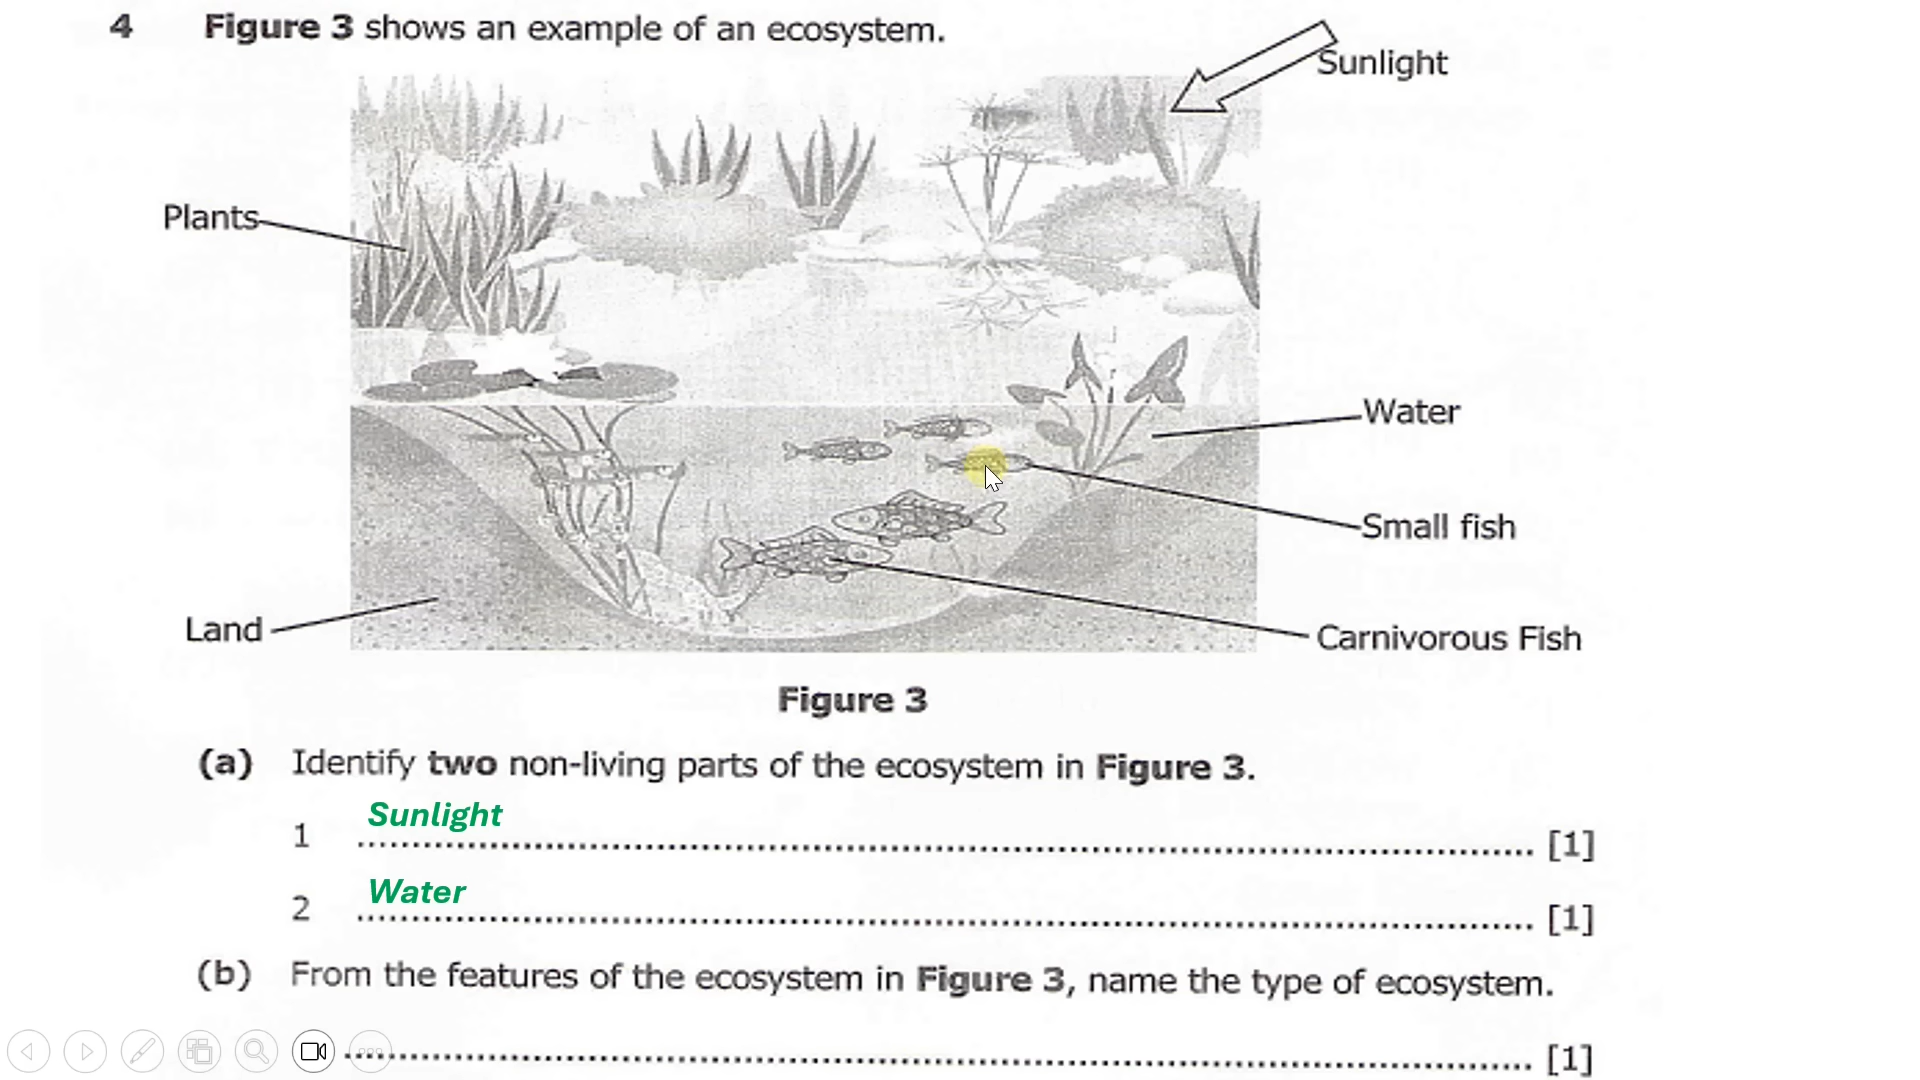 4 Figure 3 shows an example of an ecosystem.
Sunlight
Plants
Water
Small fish
Land
Carnivorous Fish
Figure 3
(a) Identify two non-living parts of the ecosystem in Figure 3.
Sunlight
1 ........................................ [1]
Water
2 ........................................ [1]
(b) From the features of the ecosystem in Figure 3, name the type of ecosystem.
........................................ [1]